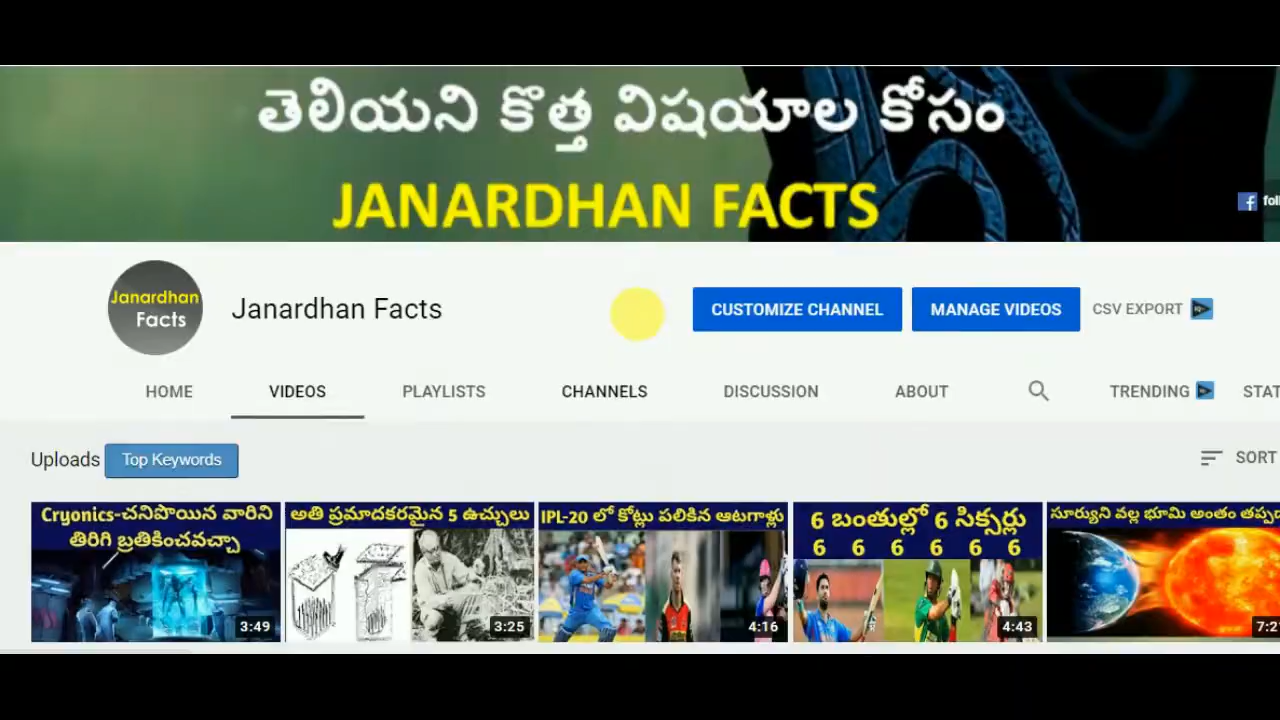 తెలియని కొత్త విషయాల కోసం
JANARDHAN FACTS
Janardhan
Facts
Janardhan Facts
CUSTOMIZE CHANNEL
MANAGE VIDEOS
CSV EXPORT
HOME
VIDEOS
PLAYLISTS
CHANNELS
DISCUSSION
ABOUT
TRENDING
Uploads
Top Keywords
SORT
Cryonics-చనిపొయిన వారిని
తిరిగి బ్రతికించవచ్చా
3:49
అతి ప్రమాదకరమైన 5 ఉచ్చులు
3:25
IPL-20 లో కోట్లు పలికిన ఆటగాళ్లు
4:16
6 బంతుల్లో 6 సిక్సర్లు
6 6 6 6 6 6
4:43
సూర్యుని వల్ల భూమి అంతం